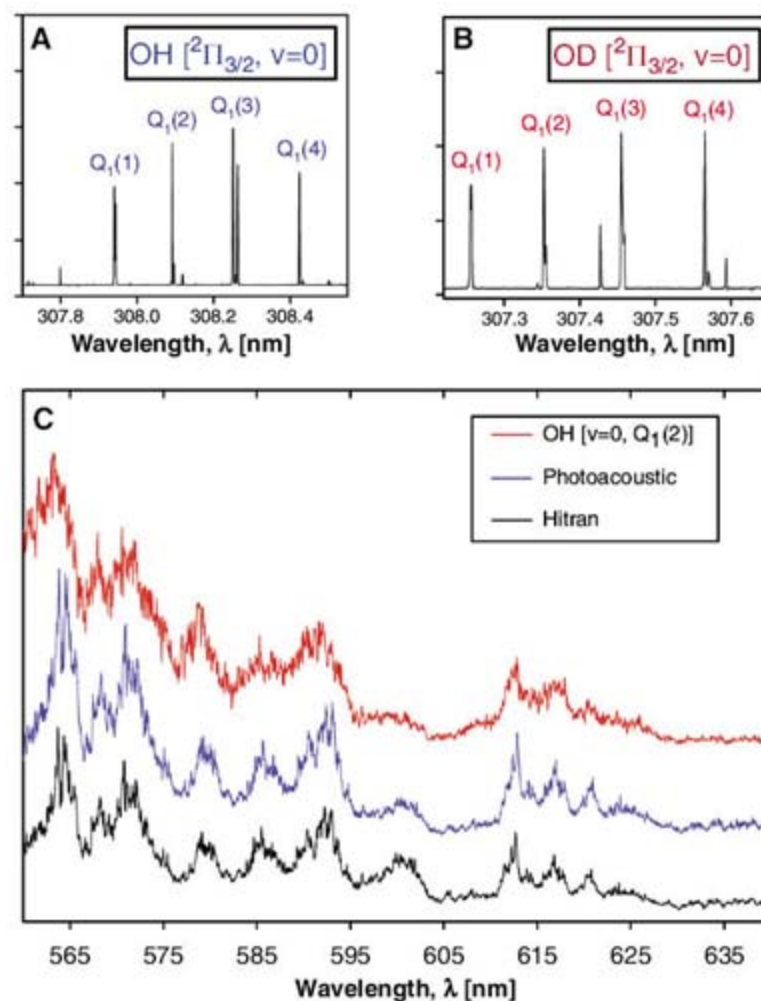 A
OH [²Π₃/₂, v=0]
Q₁(1)
Q₁(2)
Q₁(3)
Q₁(4)
307.8 308.0 308.2 308.4
Wavelength, λ [nm]
B
OD [²Π₃/₂, v=0]
Q₁(1)
Q₁(2)
Q₁(3)
Q₁(4)
307.3 307.4 307.5 307.6
Wavelength, λ [nm]
C
OH [v=0, Q₁(2)]
Photoacoustic
Hitran
565 575 585 595 605 615 625 635
Wavelength, λ [nm]